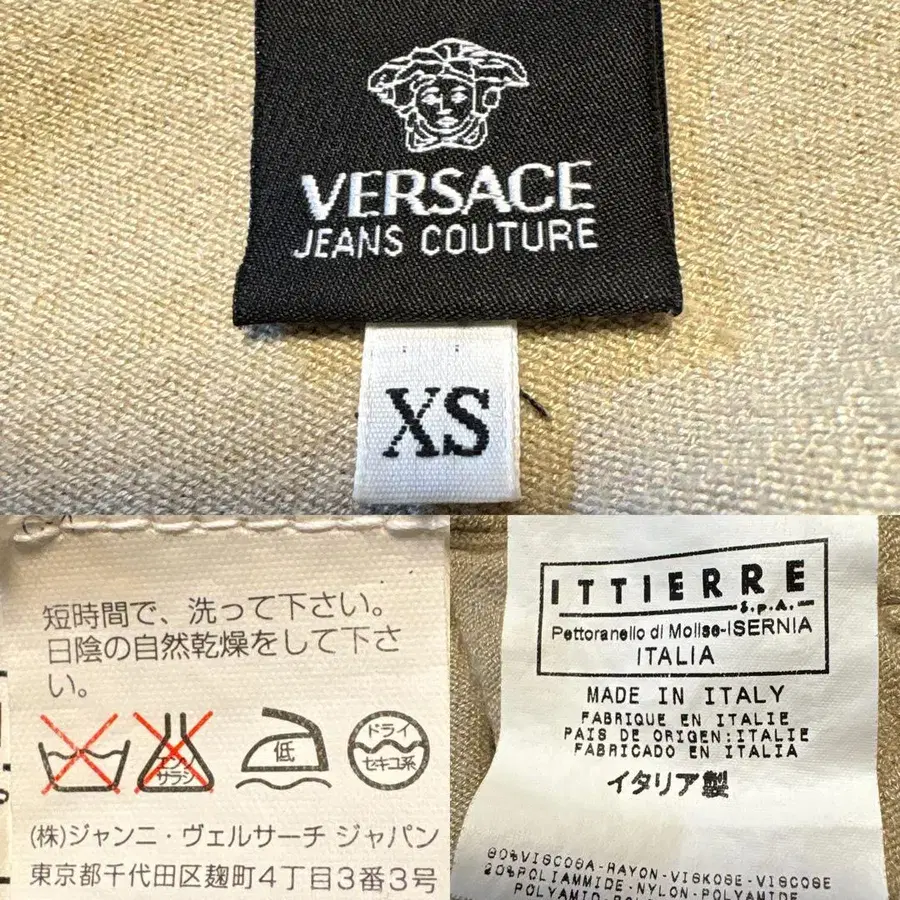 VERSACE
JEANS COUTURE
XS
短時間で、洗って下さい。
日陰の自然乾燥をして下さ
い。
エンソ
サラシ
低
ドライ
セキユ系
(株)ジャンニ・ヴェルサーチ ジャパン
東京都千代田区麹町4丁目3番3号
ITTIERRE
S.p.A.
Pettoranello di Molise-ISERNIA
ITALIA
MADE IN ITALY
FABRIQUE EN ITALIE
PAIS DE ORIGEN:ITALIE
FABRICADO EN ITALIA
イタリア製
80%VISCOSA-RAYON-VISKOSE-VISCOSE
20%POLIAMMIDE-NYLON-POLYAMIDE